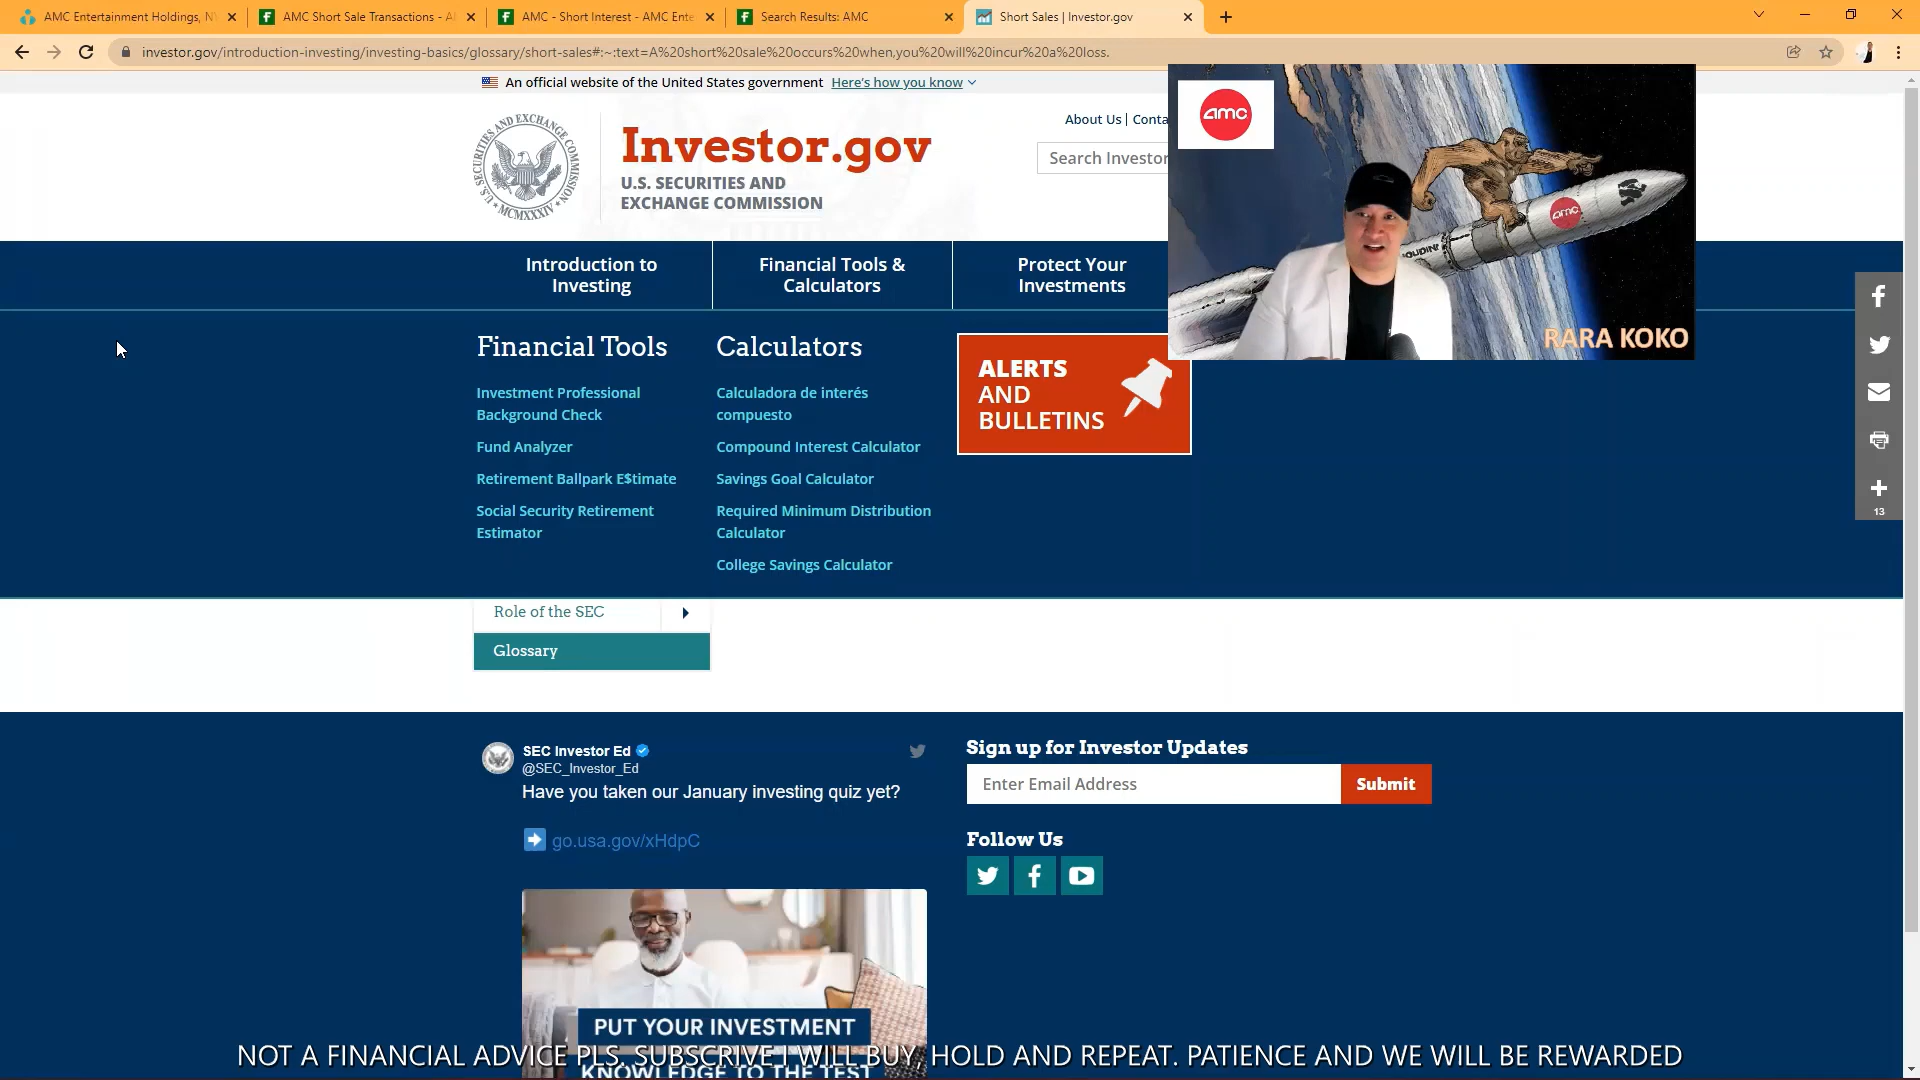 AMC Entertainment Holdings, N
AMC Short Sale Transactions - A
AMC - Short Interest - AMC Ente
Search Results: AMC
Short Sales | Investor.gov
investor.gov/introduction-investing/investing-basics/glossary/short-sales#:~:text=A%20short%20sale%20occurs%20when,you%20will%20incur%20a%20loss.
An official website of the United States government Here's how you know
U.S. SECURITIES AND EXCHANGE COMMISSION
MCMXXXIV
Investor.gov
U.S. SECURITIES AND
EXCHANGE COMMISSION
About Us | Conta
Search Investor
amc
amc
RARA KOKO
Introduction to
Investing
Financial Tools &
Calculators
Protect Your
Investments
Financial Tools
Investment Professional
Background Check
Fund Analyzer
Retirement Ballpark E$timate
Social Security Retirement
Estimator
Calculators
Calculadora de interés
compuesto
Compound Interest Calculator
Savings Goal Calculator
Required Minimum Distribution
Calculator
College Savings Calculator
ALERTS
AND
BULLETINS
13
Role of the SEC
Glossary
SEC Investor Ed
@SEC_Investor_Ed
Have you taken our January investing quiz yet?
go.usa.gov/xHdpC
PUT YOUR INVESTMENT
KNOWLEDGE TO THE TEST
Sign up for Investor Updates
Enter Email Address
Submit
Follow Us
NOT A FINANCIAL ADVICE PLS, SUBSCRIVE I WILL BUY, HOLD AND REPEAT. PATIENCE AND WE WILL BE REWARDED